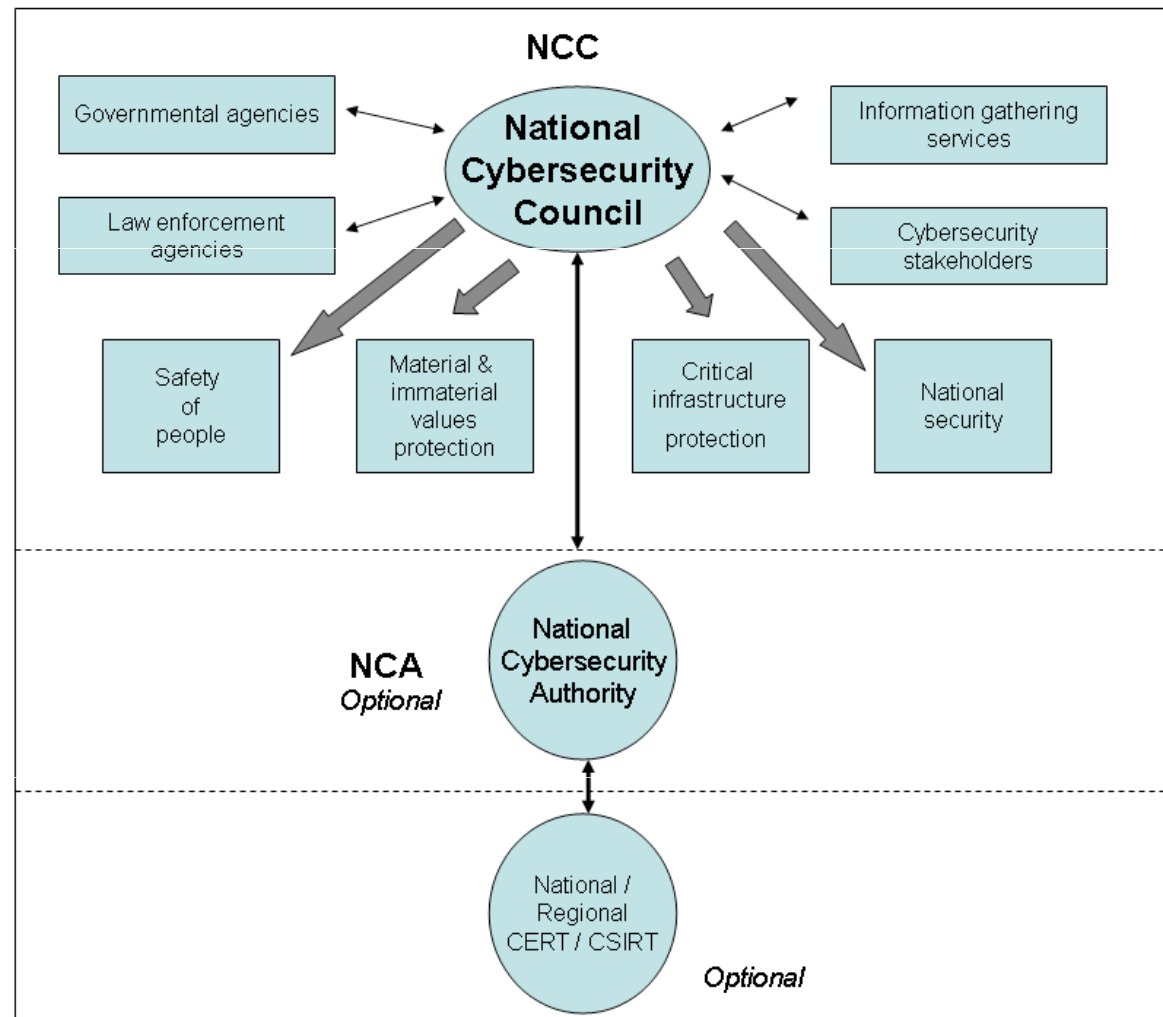 NCC
Governmental agencies
National
Cybersecurity
Council
Information gathering
services
Law enforcement
agencies
Cybersecurity
stakeholders
Safety
of
people
Material &
immaterial
values
protection
Critical
infrastructure
protection
National
security
NCA
Optional
National
Cybersecurity
Authority
National /
Regional
CERT / CSIRT
Optional